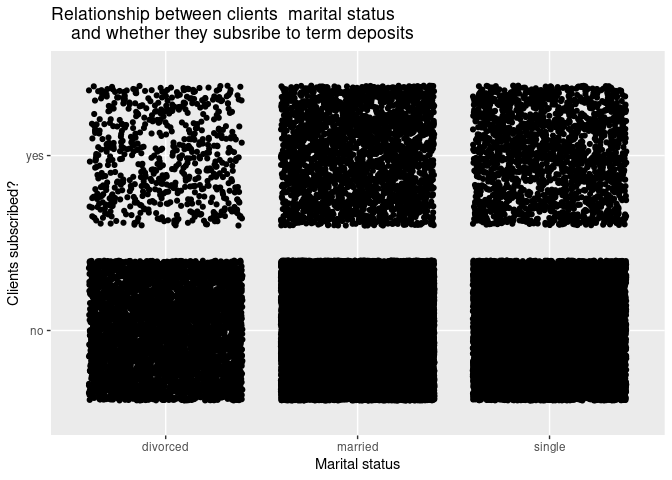 Relationship between clients  marital status
and whether they subsribe to term deposits
yes
Clients subscribed?
no
divorced married single
Marital status